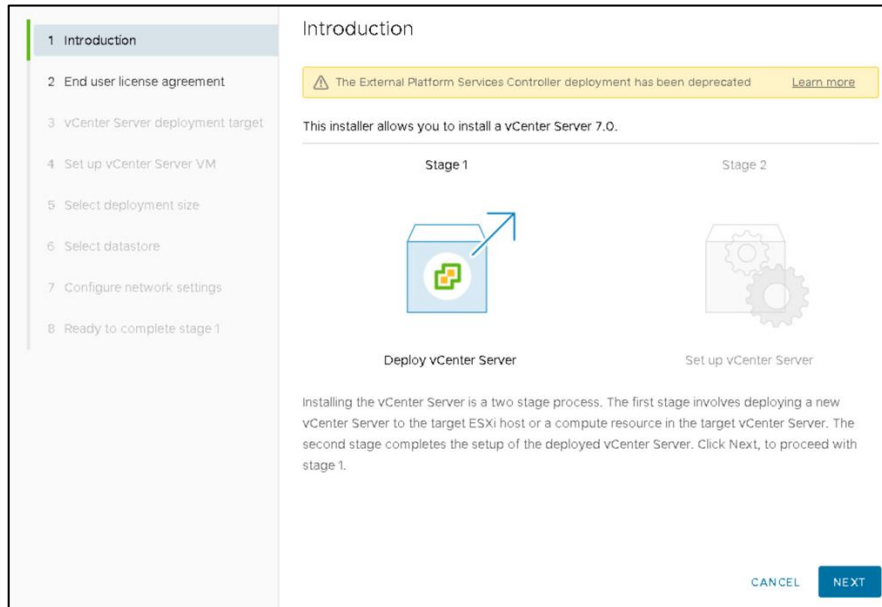 1 Introduction
2 End user license agreement
3 vCenter Server deployment target
4 Set up vCenter Server VM
5 Select deployment size
6 Select datastore
7 Configure network settings
8 Ready to complete stage 1
Introduction
The External Platform Services Controller deployment has been deprecated Learn more
This installer allows you to install a vCenter Server 7.0.
Stage 1 Stage 2
Deploy vCenter Server Set up vCenter Server
Installing the vCenter Server is a two stage process. The first stage involves deploying a new
vCenter Server to the target ESXi host or a compute resource in the target vCenter Server. The
second stage completes the setup of the deployed vCenter Server. Click Next, to proceed with
stage 1.
CANCEL NEXT